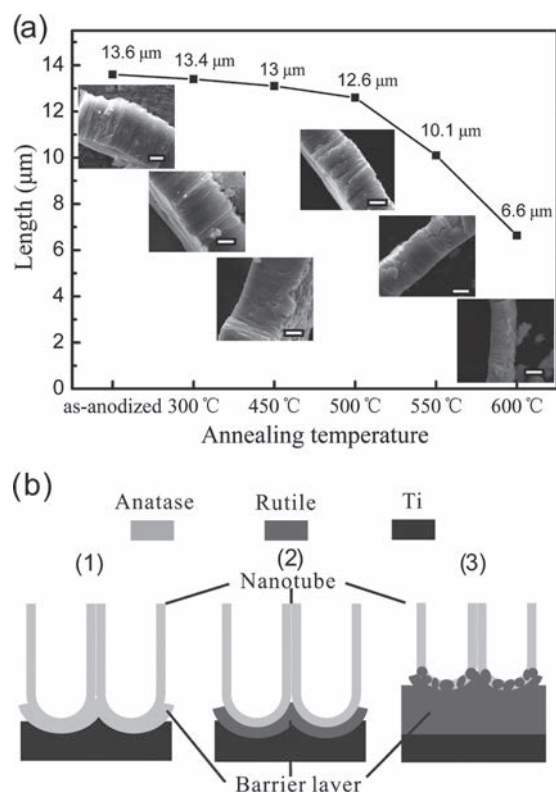 (a)
13.6 μm
13.4 μm
13 μm
12.6 μm
10.1 μm
6.6 μm
Length (μm)
14
12
10
8
6
4
2
0
as-anodized 300 ℃ 450 ℃ 500 ℃ 550 ℃ 600 ℃
Annealing temperature
(b)
Anatase Rutile Ti
(1) (2) (3)
Nanotube
Barrier layer